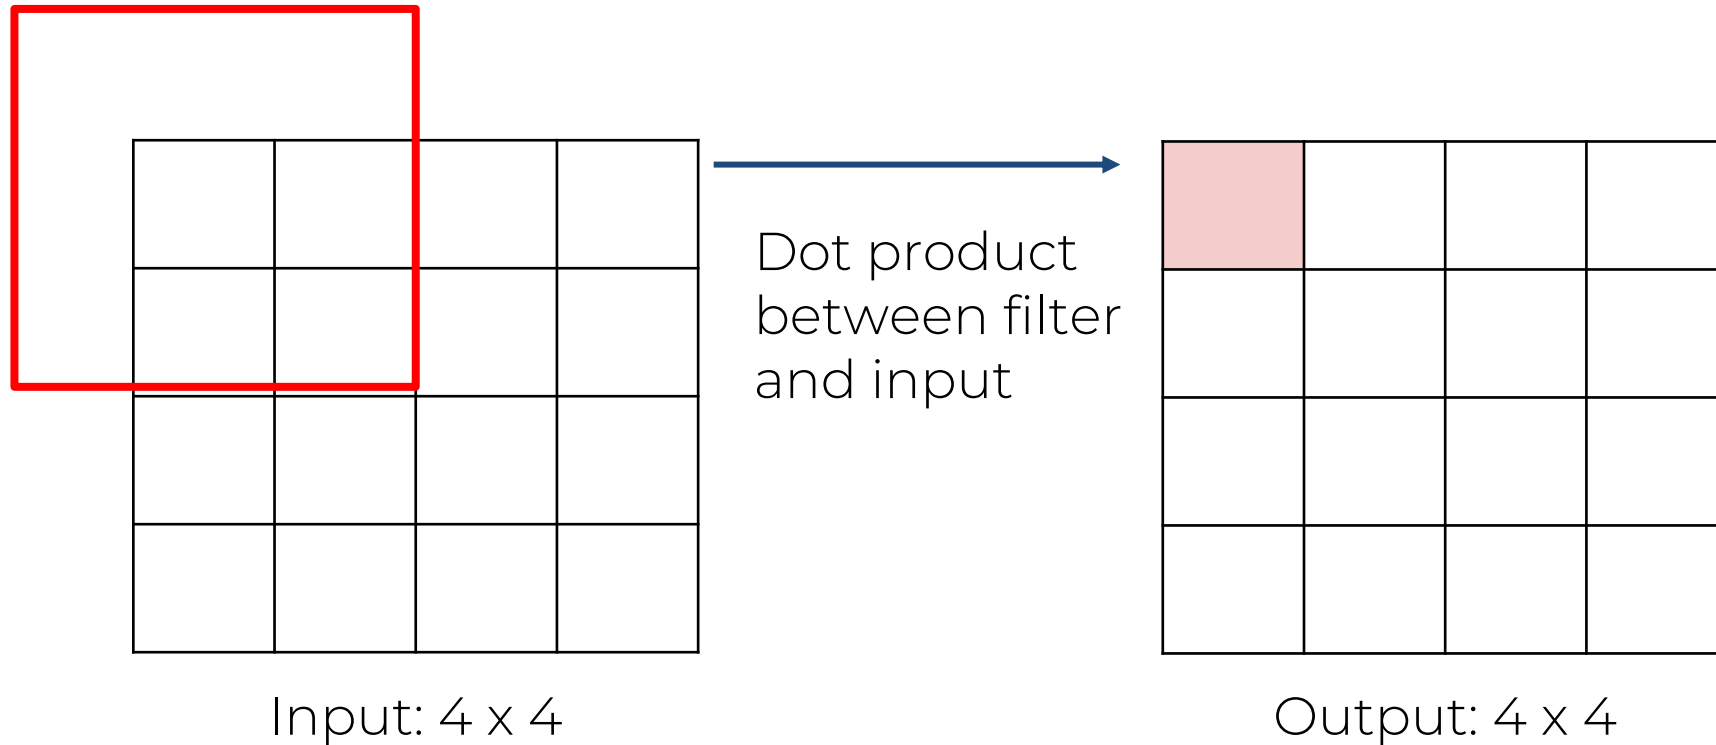 Dot product
between filter
and input
Input: 4 x 4
Output: 4 x 4